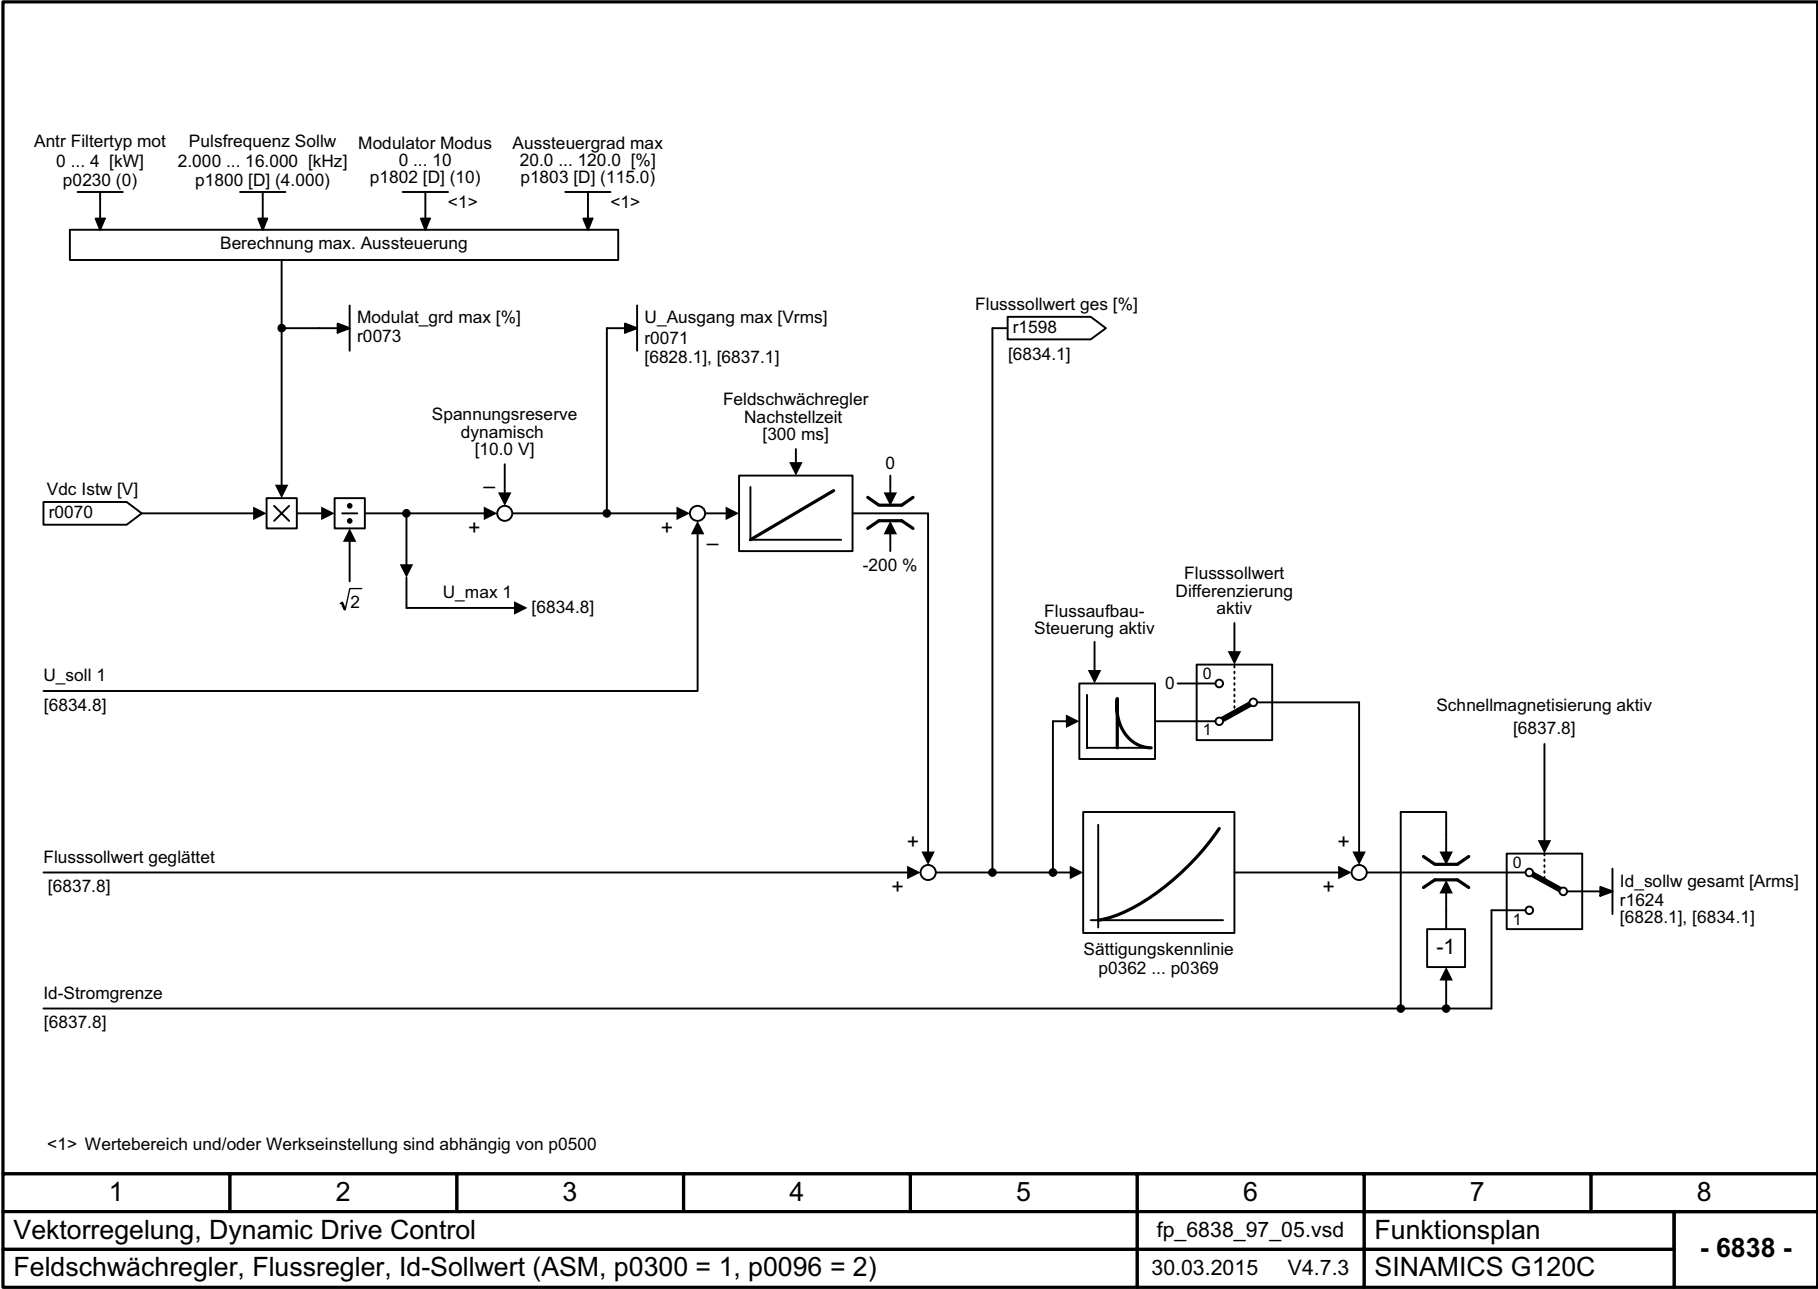 Antr Filtertyp mot
0 ... 4 [kW]
p0230 (0)
Pulsfrequenz Sollw
2.000 ... 16.000 [kHz]
p1800 [D] (4.000)
Modulator Modus
0 ... 10
p1802 [D] (10)
<1>
Aussteuergrad max
20.0 ... 120.0 [%]
p1803 [D] (115.0)
<1>
Berechnung max. Aussteuerung
Modulat_grd max [%]
r0073
U_Ausgang max [Vrms]
r0071
[6828.1], [6837.1]
Flusssollwert ges [%]
r1598
[6834.1]
Spannungsreserve
dynamisch
[10.0 V]
Feldschwächregler
Nachstellzeit
[300 ms]
0
-200 %
Vdc Istw [V]
r0070
×
÷
√2
–
+
+
–
U_max 1
[6834.8]
U_soll 1
[6834.8]
Flussaufbau-
Steuerung aktiv
Flusssollwert
Differenzierung
aktiv
0
0
1
Schnellmagnetisierung aktiv
[6837.8]
Flusssollwert geglättet
[6837.8]
+
+
+
+
Sättigungskennlinie
p0362 ... p0369
-1
0
1
Id_sollw gesamt [Arms]
r1624
[6828.1], [6834.1]
Id-Stromgrenze
[6837.8]
<1> Wertebereich und/oder Werkseinstellung sind abhängig von p0500
1 2 3 4 5 6 7 8
Vektorregelung, Dynamic Drive Control
fp_6838_97_05.vsd
Funktionsplan
- 6838 -
Feldschwächregler, Flussregler, Id-Sollwert (ASM, p0300 = 1, p0096 = 2)
30.03.2015 V4.7.3
SINAMICS G120C